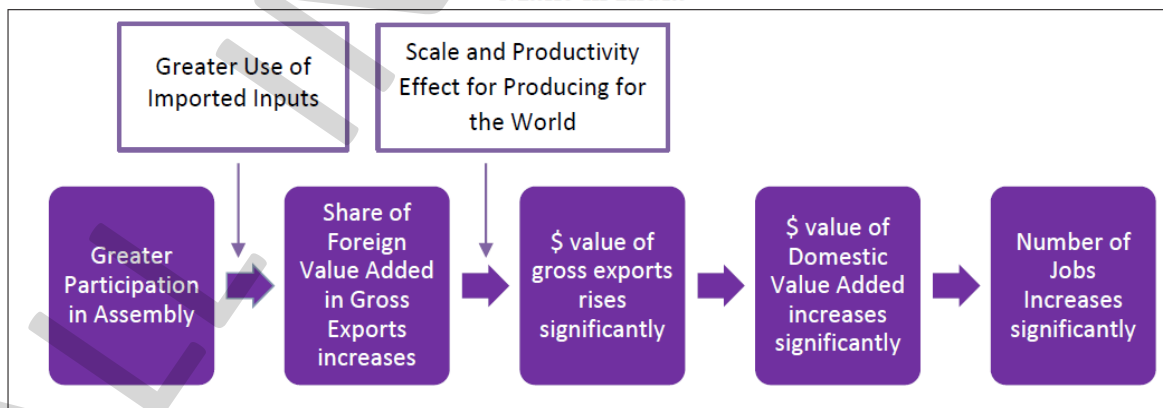 Greater Use of
Imported Inputs
Scale and Productivity
Effect for Producing for
the World
Greater
Participation
in Assembly
Share of
Foreign
Value Added
in Gross
Exports
increases
$ value of
gross exports
rises
significantly
$ value of
Domestic
Value Added
increases
significantly
Number of
Jobs
Increases
significantly